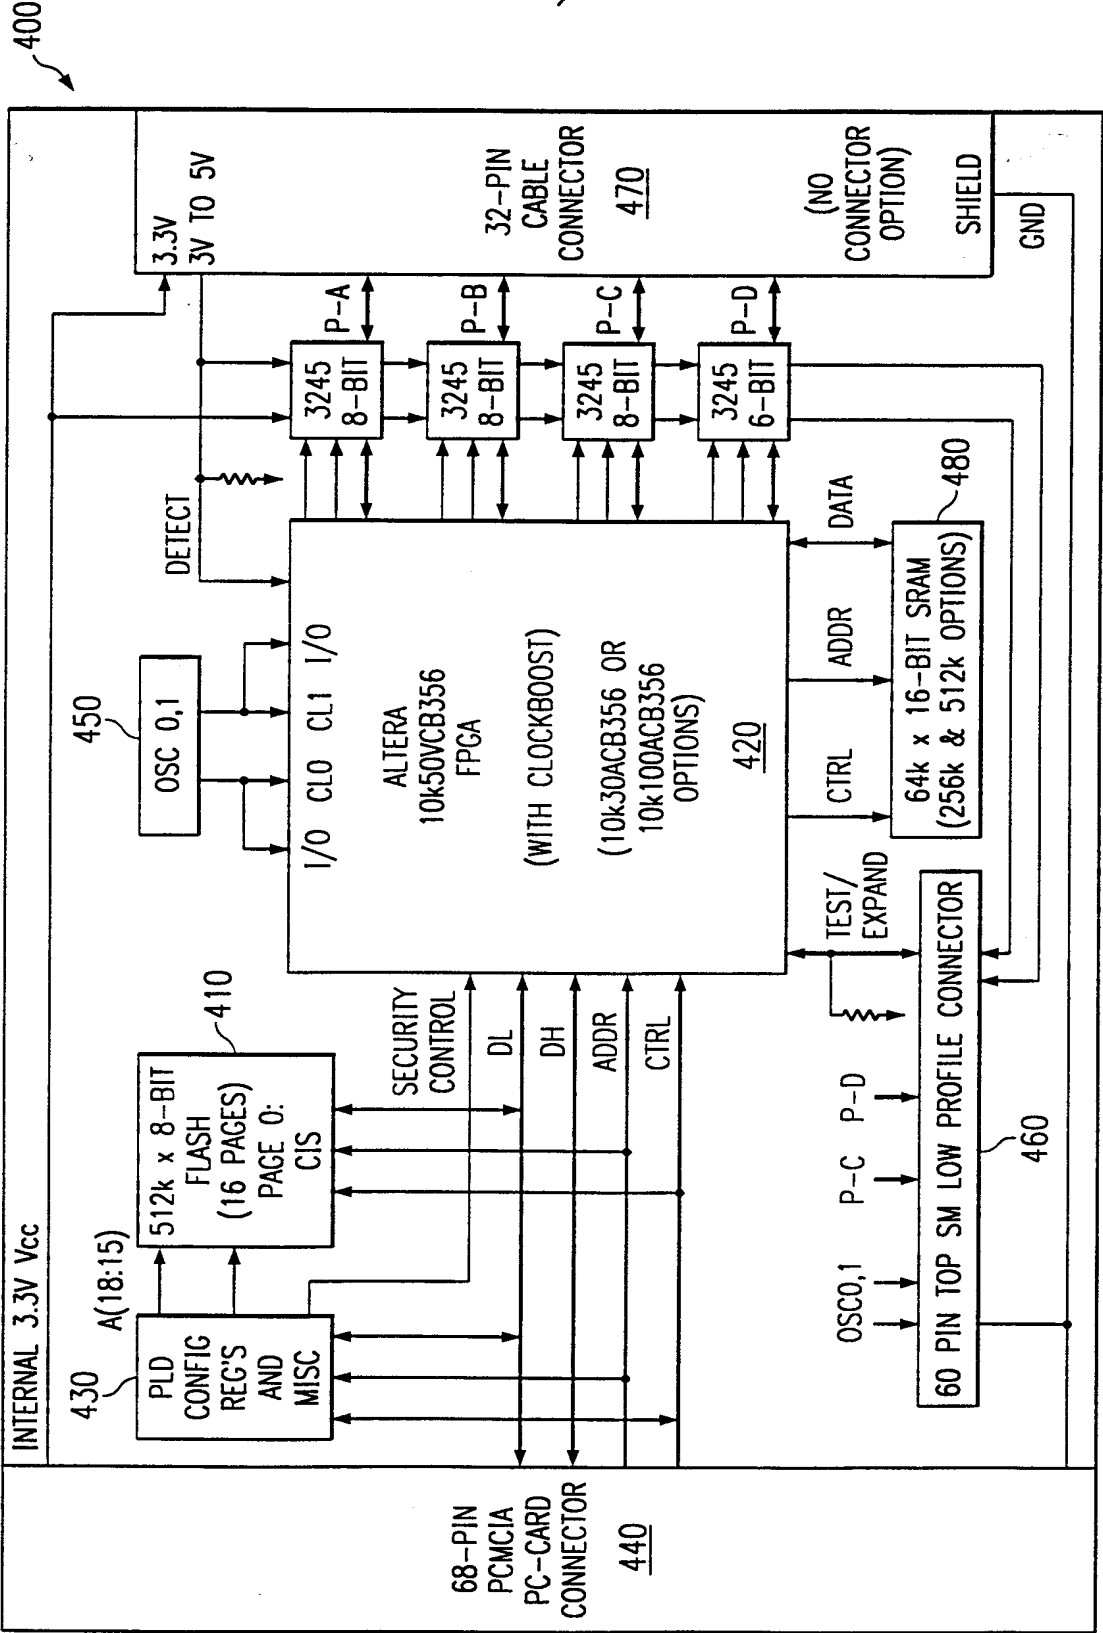 400
INTERNAL 3.3V Vcc
68-PIN
PCMCIA
PC-CARD
CONNECTOR
440
430
PLD
CONFIG
REG'S
AND
MISC
A(18:15)
410
512k x 8-BIT
FLASH
(16 PAGES)
PAGE 0:
CIS
SECURITY
CONTROL
DL
DH
ADDR
CTRL
450
OSC 0,1
I/O CL0 CL1 I/O
DETECT
ALTERA
10k50VCB356
FPGA
(WITH CLOCKBOOST)
(10k30ACB356 OR
10k100ACB356
OPTIONS)
420
3245
8-BIT
P-A
3245
8-BIT
P-B
3245
8-BIT
P-C
3245
6-BIT
P-D
3.3V
3V TO 5V
32-PIN
CABLE
CONNECTOR
470
(NO
CONNECTOR
OPTION)
SHIELD
GND
TEST/
EXPAND
CTRL
ADDR
DATA
480
64k x 16-BIT SRAM
(256k & 512k OPTIONS)
OSC0,1
P-C
P-D
60 PIN TOP SM LOW PROFILE CONNECTOR
460